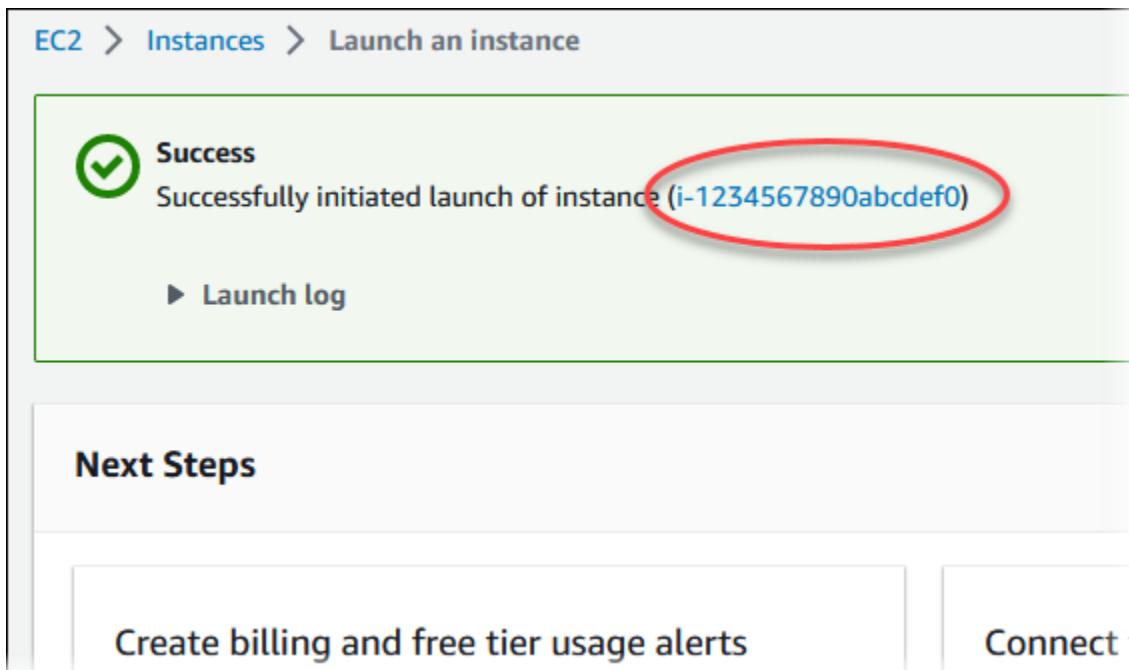 EC2 > Instances > Launch an instance
Success
Successfully initiated launch of instance (i-1234567890abcdef0)
Launch log
Next Steps
Create billing and free tier usage alerts
Connect